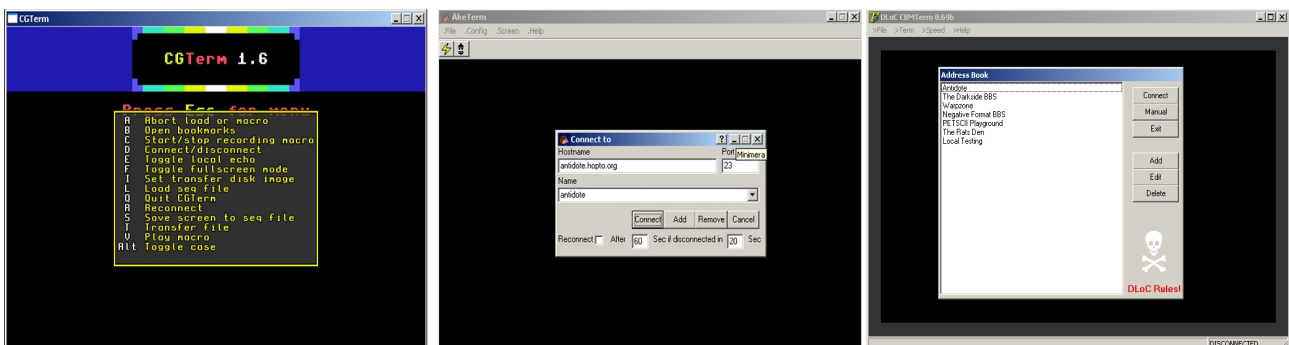 CGTerm
CGTerm 1.6
Press Esc for menu
A Abort load or macro
B Open bookmarks
C Start/stop recording macro
D Connect/disconnect
E Toggle local echo
F Toggle fullscreen mode
I Set transfer disk image
L Load seq file
Q Quit CGTerm
R Reconnect
S Save screen to seq file
T Transfer file
V Play macro
Alt Toggle case
AkeTerm
.File .Config .Screen .Help
Connect to
Hostname Port
Minimera
antidote.hopto.org 23
Name
antidote
Connect Add Remove Cancel
Reconnect After 60 Sec if disconnected in 20 Sec
DLoC CBMTerm 0.69b
>File >Term >Speed >Help
Address Book
Antidote
The Darkside BBS
Warpzone
Negative Format BBS
PETSCII Playground
The Rats Den
Local Testing
Connect
Manual
Exit
Add
Edit
Delete
DLoC Rules!
DISCONNECTED